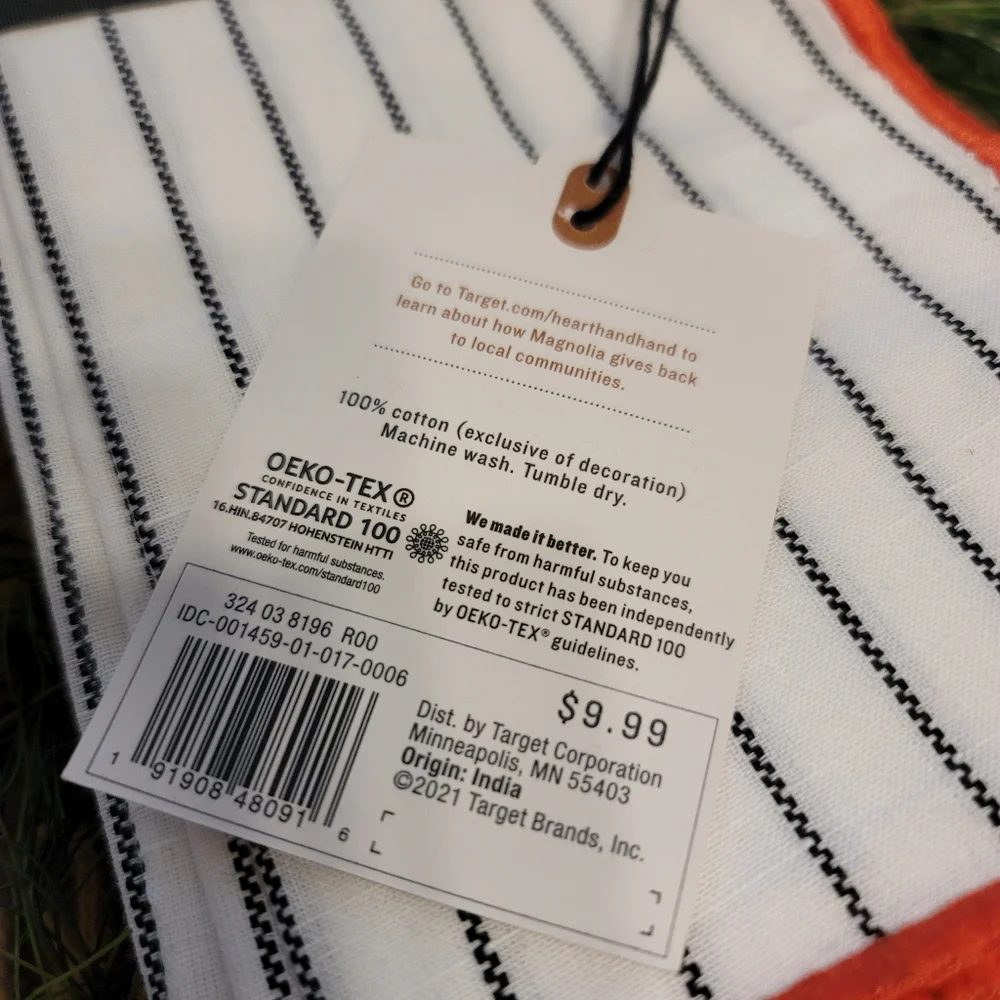 Go to Target.com/hearthandhand to
learn about how Magnolia gives back
to local communities.
100% cotton (exclusive of decoration)
Machine wash. Tumble dry.
OEKO-TEX®
CONFIDENCE IN TEXTILES
STANDARD 100
16.HIN.84707 HOHENSTEIN HTTI
Tested for harmful substances.
www.oeko-tex.com/standard100
We made it better. To keep you
safe from harmful substances,
this product has been independently
tested to strict STANDARD 100
by OEKO-TEX® guidelines.
324 03 8196 R00
IDC-001459-01-017-0006
1 91908 48091 6
$9.99
Dist. by Target Corporation
Minneapolis, MN 55403
Origin: India
©2021 Target Brands, Inc.